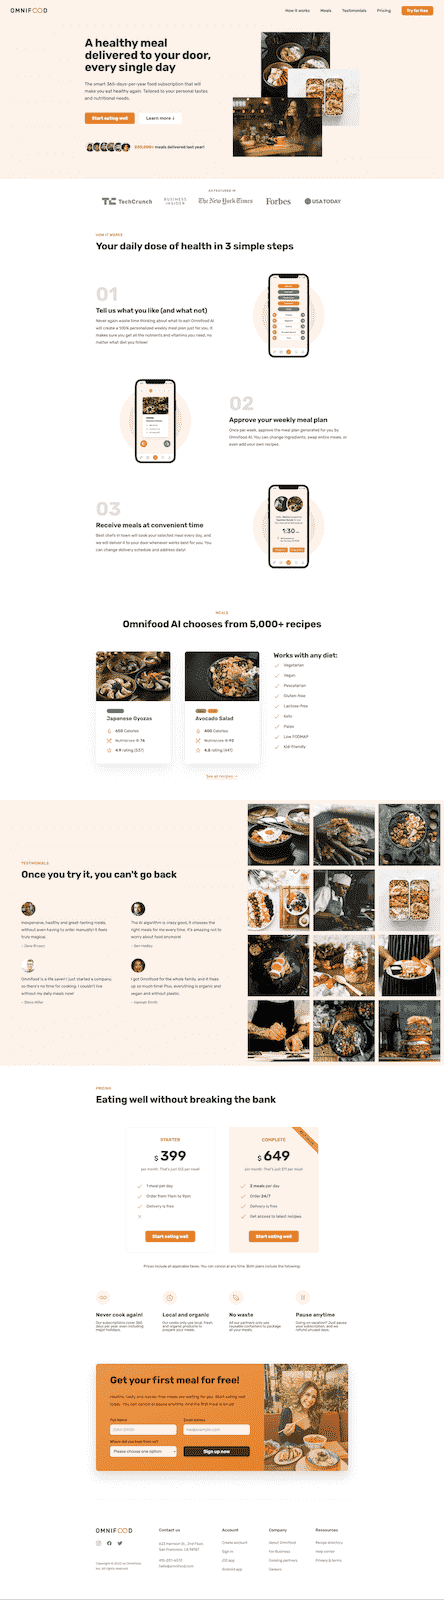 OMNIFOOD
How it works Meals Testimonials Pricing Try for free
A healthy meal
delivered to your door,
every single day
The smart 365-days-per-year food subscription that will
make you eat healthy again. Tailored to your personal tastes
and nutritional needs.
Start eating well Learn more ↓
250,000+ meals delivered last year!
AS FEATURED IN
TechCrunch
BUSINESS
INSIDER
The New York Times
Forbes
USA TODAY
HOW IT WORKS
Your daily dose of health in 3 simple steps
01
Tell us what you like (and what not)
Never again waste time thinking about what to eat! Omnifood AI
will create a 100% personalized weekly meal plan just for you. It
makes sure you get all the nutrients and vitamins you need, no
matter what diet you follow!
02
Approve your weekly meal plan
Once per week, approve the meal plan generated for you by
Omnifood AI. You can change ingredients, swap entire meals, or
even add your own recipes.
03
Receive meals at convenient time
Best chefs in town will cook your selected meal every day, and
we will deliver it to your door whenever works best for you. You
can change delivery schedule and address daily!
1:30
MEALS
Omnifood AI chooses from 5,000+ recipes
Japanese Gyozas
650 Calories
NutriScore ® 74
4.9 rating (537)
Avocado Salad
400 Calories
NutriScore ® 92
4.8 rating (441)
Works with any diet:
Vegetarian
Vegan
Pescatarian
Gluten-free
Lactose-free
Keto
Paleo
Low FODMAP
Kid-friendly
See all recipes →
TESTIMONIALS
Once you try it, you can't go back
Inexpensive, healthy and great-tasting meals,
without even having to order manually! It feels
truly magical.
— Dave Bryson
The AI algorithm is crazy good, it chooses the
right meals for me every time. It's amazing not to
worry about food anymore!
— Ben Hadley
Omnifood is a life saver! I just started a company,
so there's no time for cooking. I couldn't live
without my daily meals now!
— Steve Miller
I got Omnifood for the whole family, and it frees
up so much time! Plus, everything is organic and
vegan and without plastic.
— Hannah Smith
PRICING
Eating well without breaking the bank
STARTER
$ 399
per month. That's just $13 per meal!
1 meal per day
Order from 11am to 9pm
Delivery is free
Start eating well
COMPLETE
$ 649
per month. That's just $11 per meal!
2 meals per day
Order 24/7
Delivery is free
Get access to latest recipes
Start eating well
Prices include all applicable taxes. You can cancel at any time. Both plans include the following:
Never cook again!
Our subscriptions cover 365
days per year, even including
major holidays.
Local and organic
Our cooks only use local, fresh,
and organic products to
prepare your meals.
No waste
All our partners only use
reusable containers to package
all your meals.
Pause anytime
Going on vacation? Just pause
your subscription, and we
refund unused days.
Get your first meal for free!
Healthy, tasty and hassle-free meals are waiting for you. Start eating well
today. You can cancel or pause anytime. And the first meal is on us!
Full Name
Email address
me@example.com
Where did you hear from us?
Please choose one option:
Sign up now
OMNIFOOD
Contact us
623 Harrison St., 2nd Floor,
San Francisco, CA 94107
415-201-6370
hello@omnifood.com
Account
Create account
Sign in
iOS app
Android app
Company
About Omnifood
For Business
Cooking partners
Careers
Ressources
Recipe directory
Help center
Privacy & terms